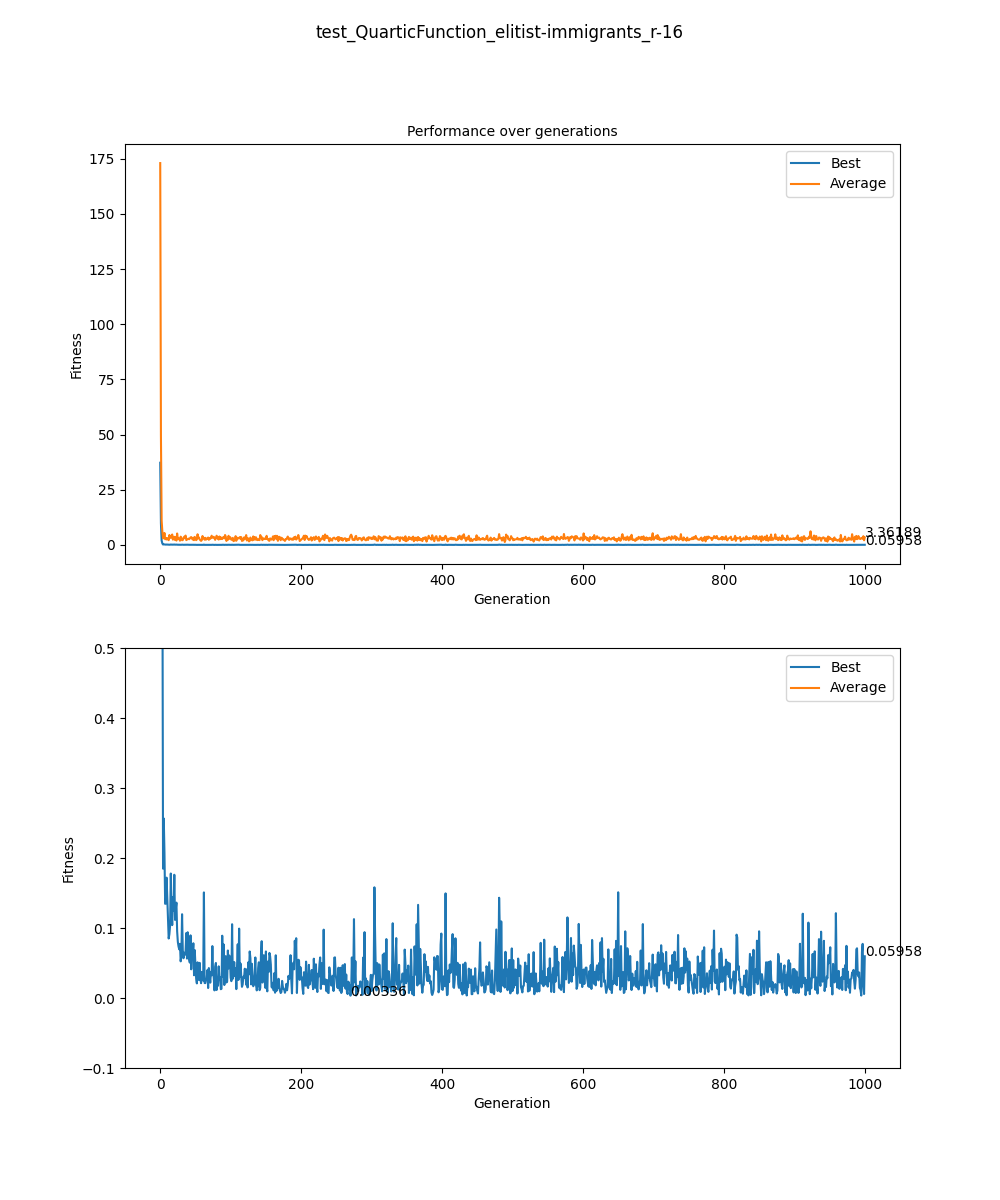 test_QuarticFunction_elitist-immigrants_r-16
Performance over generations
Best
Average
175
150
125
100
75
50
25
0
Fitness
3.36189
0.05958
0 200 400 600 800 1000
Generation
Best
Average
0.5
0.4
0.3
0.2
0.1
0.0
−0.1
Fitness
0.05958
0.00336
0 200 400 600 800 1000
Generation